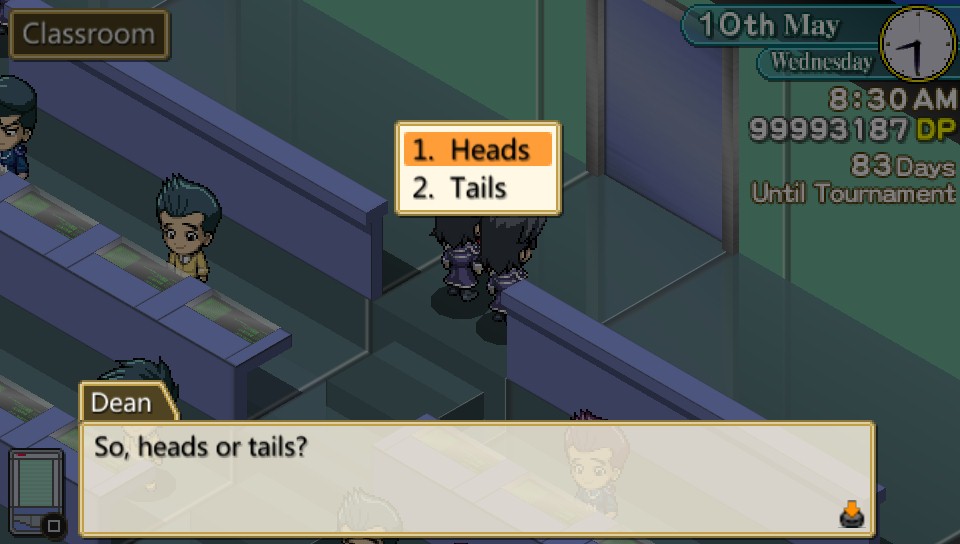 Classroom
10th May
Wednesday
8:30 AM
99993187 DP
83 Days
Until Tournament
1. Heads
2. Tails
Dean
So, heads or tails?